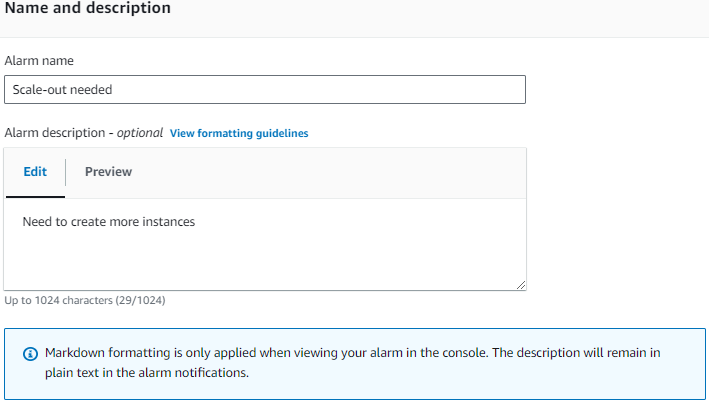 Name and description
Alarm name
Scale-out needed
Alarm description - optional View formatting guidelines
Edit Preview
Need to create more instances
Up to 1024 characters (29/1024)
Markdown formatting is only applied when viewing your alarm in the console. The description will remain in
plain text in the alarm notifications.